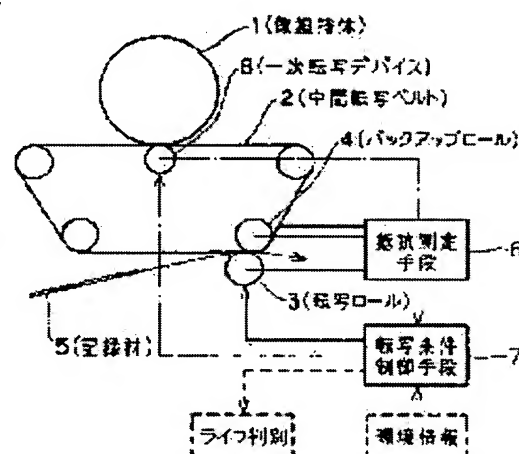 1(像担持体)
8(一次転写デバイス)
2(中間転写ベルト)
4(バックアップロール)
抵抗測定
手段
6
3(転写ロール)
5(記録材)
転写条件
制御手段
7
ライフ判別
環境情報